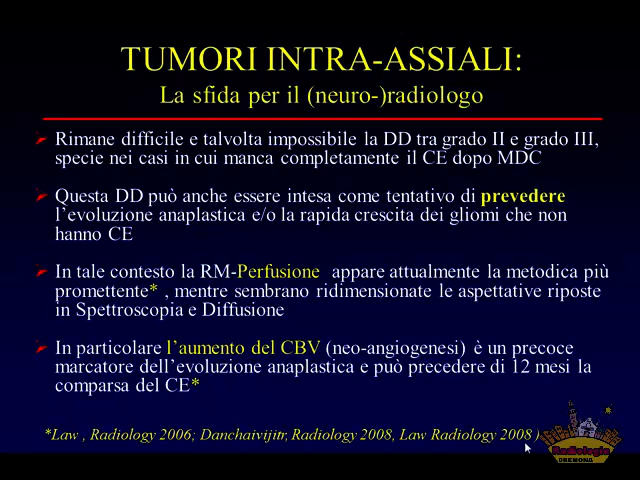 TUMORI INTRA-ASSIALI:
La sfida per il (neuro-)radiologo
Rimane difficile e talvolta impossibile la DD tra grado II e grado III,
specie nei casi in cui manca completamente il CE dopo MDC
Questa DD può anche essere intesa come tentativo di prevedere
l'evoluzione anaplastica e/o la rapida crescita dei gliomi che non
hanno CE
In tale contesto la RM-Perfusione appare attualmente la metodica più
promettente* , mentre sembrano ridimensionate le aspettative riposte
in Spettroscopia e Diffusione
In particolare l'aumento del CBV (neo-angiogenesi) è un precoce
marcatore dell'evoluzione anaplastica e può precedere di 12 mesi la
comparsa del CE*
*Law , Radiology 2006; Danchaivijitr, Radiology 2008, Law Radiology 2008 )
Radiologia
CREMONA